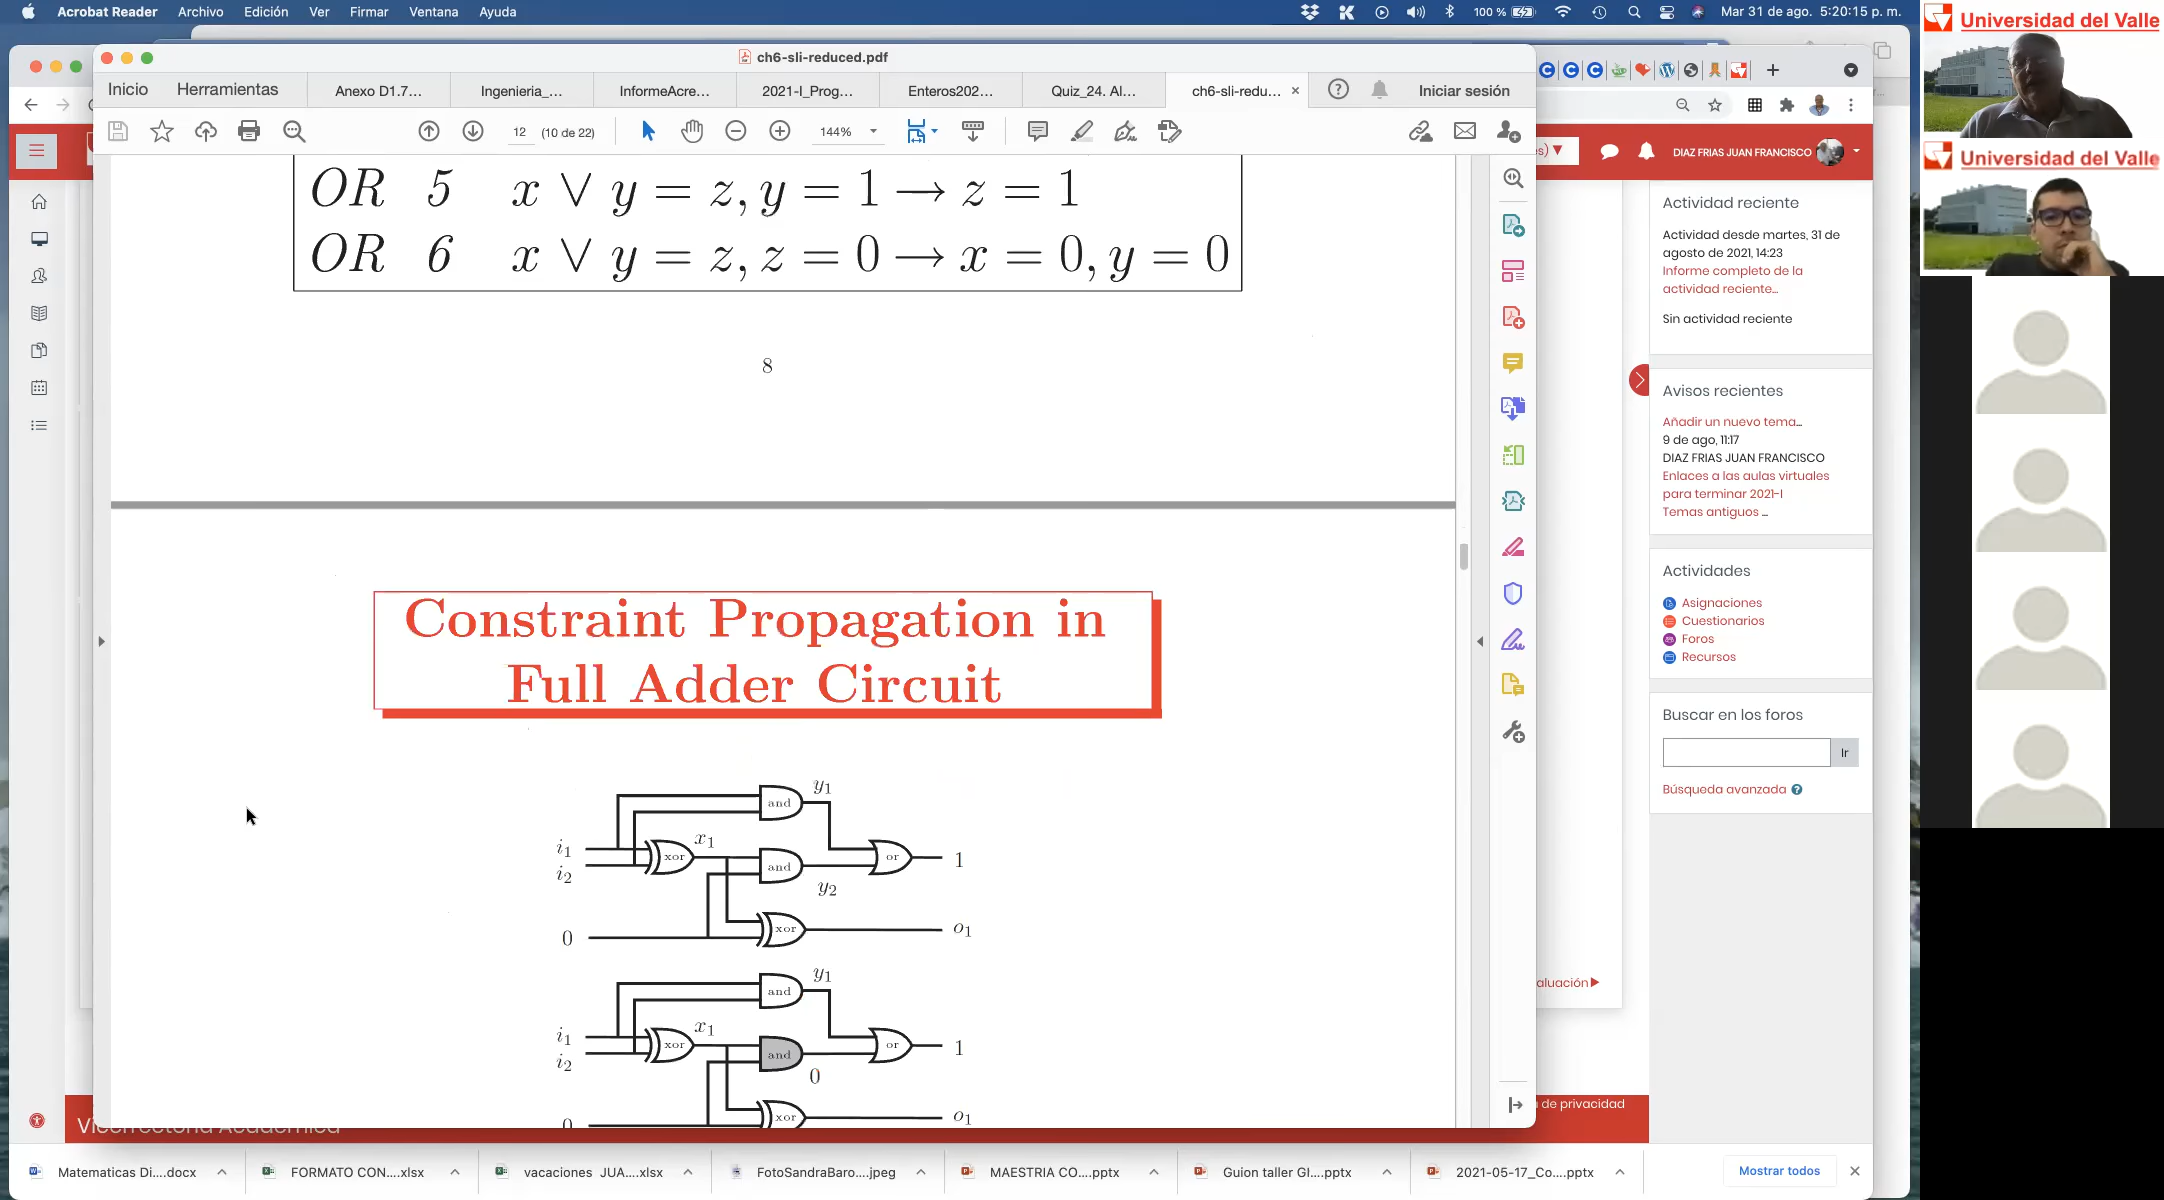 Acrobat Reader Archivo Edición Ver Firmar Ventana Ayuda
100 % Mar 31 de ago. 5:20:15 p. m.
ch6-sli-reduced.pdf
Inicio Herramientas Anexo D1.7... Ingenieria_... InformeAcre... 2021-I_Prog... Enteros202... Quiz_24. Al... ch6-sli-redu... × Iniciar sesión
12 (10 de 22) 144%
OR 5 x ∨ y = z, y = 1 → z = 1
OR 6 x ∨ y = z, z = 0 → x = 0, y = 0
8
Constraint Propagation in
Full Adder Circuit
and y1
i1 xor x1
i2
and y2
or 1
0 xor o1
and y1
i1 xor x1
i2
and 0
or 1
0 xor o1
DIAZ FRIAS JUAN FRANCISCO
Actividad reciente
Actividad desde martes, 31 de
agosto de 2021, 14:23
Informe completo de la
actividad reciente...
Sin actividad reciente
Avisos recientes
Añadir un nuevo tema...
9 de ago, 11:17
DIAZ FRIAS JUAN FRANCISCO
Enlaces a las aulas virtuales
para terminar 2021-I
Temas antiguos ...
Actividades
Asignaciones
Cuestionarios
Foros
Recursos
Buscar en los foros
Ir
Búsqueda avanzada
aluación
de privacidad
Matematicas Di....docx FORMATO CON....xlsx vacaciones JUA....xlsx FotoSandraBaro....jpeg MAESTRIA CO....pptx Guion taller Gl....pptx 2021-05-17_Co....pptx Mostrar todos
Universidad del Valle
Universidad del Valle